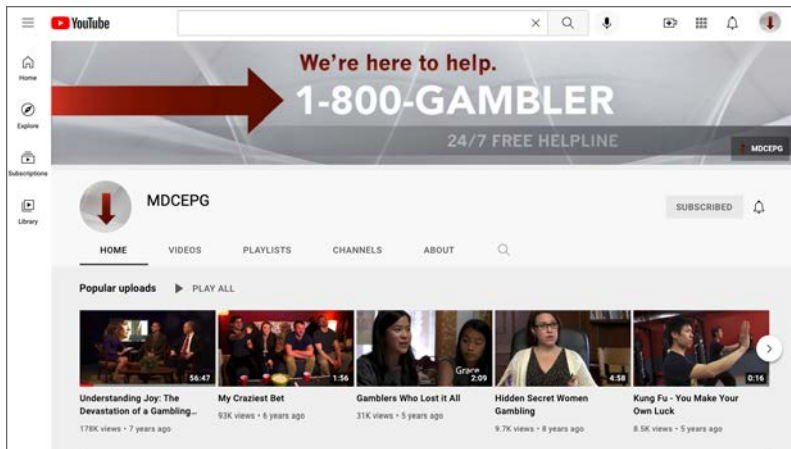 YouTube
Home
Explore
Subscriptions
Library
We're here to help.
1-800-GAMBLER
24/7 FREE HELPLINE
MDCEPG
MDCEPG
SUBSCRIBED
HOME VIDEOS PLAYLISTS CHANNELS ABOUT
Popular uploads PLAY ALL
56:47
1:56
Grace
2:09
4:58
0:16
Understanding Joy: The
Devastation of a Gambling...
178K views • 7 years ago
My Craziest Bet
93K views • 6 years ago
Gamblers Who Lost it All
31K views • 5 years ago
Hidden Secret Women
Gambling
9.7K views • 8 years ago
Kung Fu - You Make Your
Own Luck
8.5K views • 5 years ago